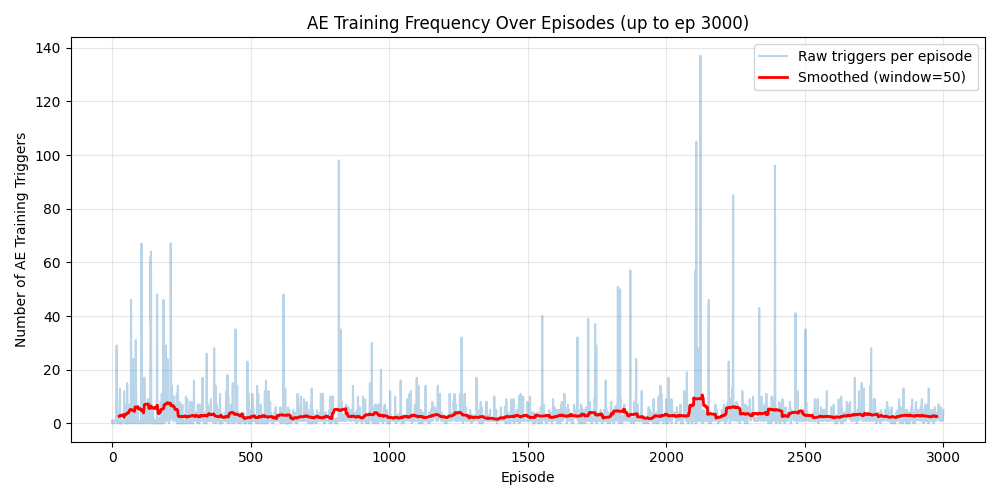 AE Training Frequency Over Episodes (up to ep 3000)
Raw triggers per episode
Smoothed (window=50)
Number of AE Training Triggers
140
120
100
80
60
40
20
0
0 500 1000 1500 2000 2500 3000
Episode